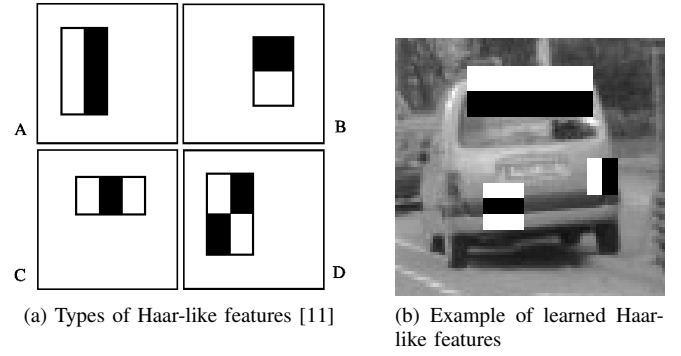 A
B
C
D
(a) Types of Haar-like features [11]
(b) Example of learned Haar-
like features